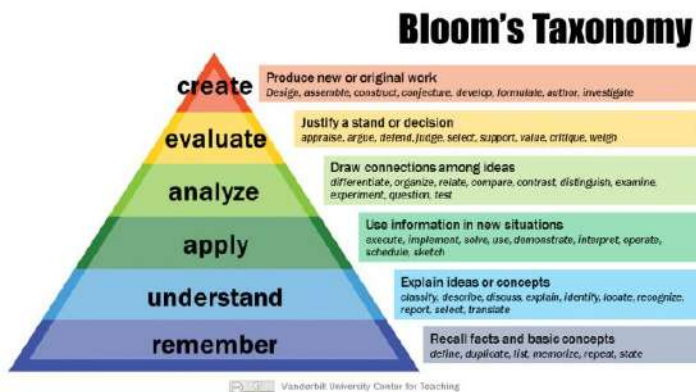 Bloom's Taxonomy
create
Produce new or original work
Design, assemble, construct, conjecture, develop, formulate, author, investigate
evaluate
Justify a stand or decision
appraise, argue, defend, judge, select, support, value, critique, weigh
analyze
Draw connections among ideas
differentiate, organize, relate, compare, contrast, distinguish, examine,
experiment, question, test
apply
Use information in new situations
execute, implement, solve, use, demonstrate, interpret, operate,
schedule, sketch
understand
Explain ideas or concepts
classify, describe, discuss, explain, identify, locate, recognize,
report, select, translate
remember
Recall facts and basic concepts
define, duplicate, list, memorize, repeat, state
Vanderbilt University Center for Teaching